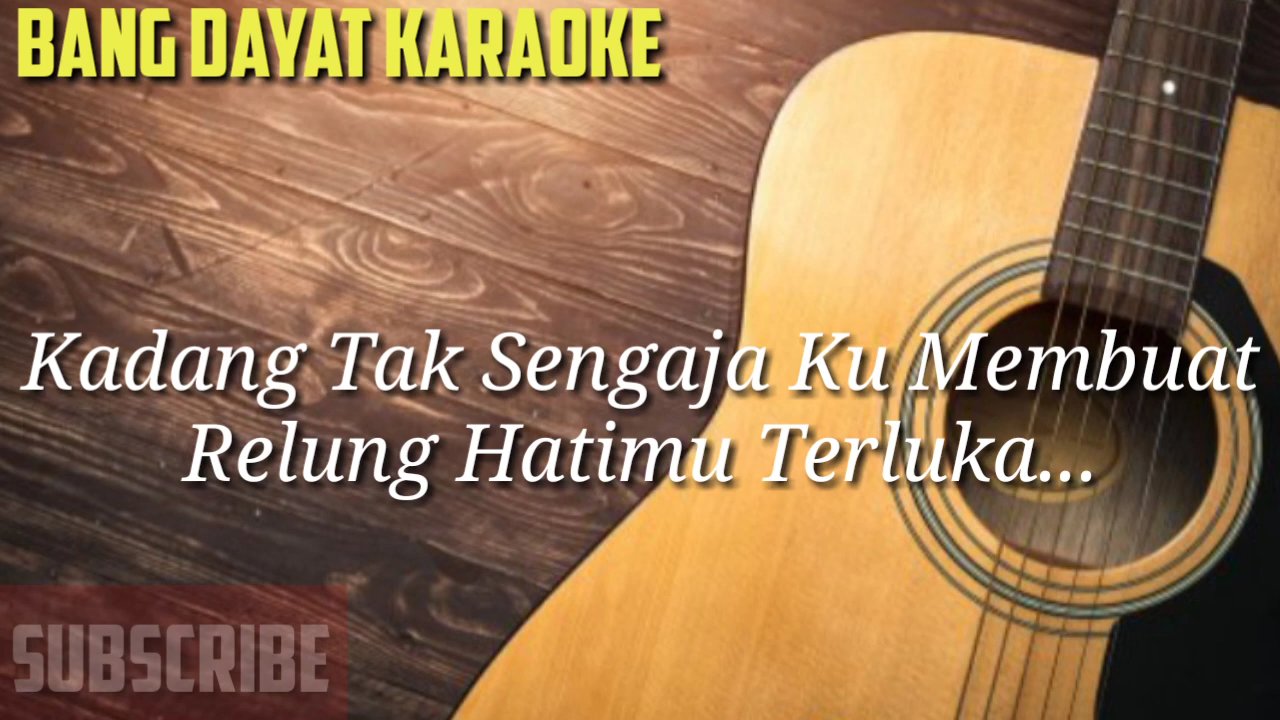 BANG DAYAT KARAOKE
Kadang Tak Sengaja Ku Membuat
Relung Hatimu Terluka...
SUBSCRIBE